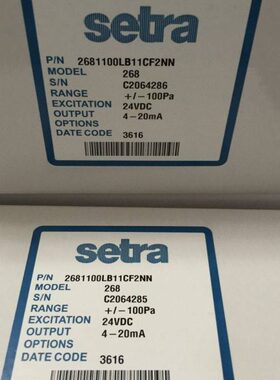 setra
P/N 2681100LB11CF2NN
MODEL 268
S/N C2064286
RANGE +/-100Pa
EXCITATION 24VDC
OUTPUT 4-20mA
OPTIONS
DATE CODE 3616
setra
P/N 2681100LB11CF2NN
MODEL 268
S/N C2064285
RANGE +/-100Pa
EXCITATION 24VDC
OUTPUT 4-20mA
OPTIONS
DATE CODE 3616